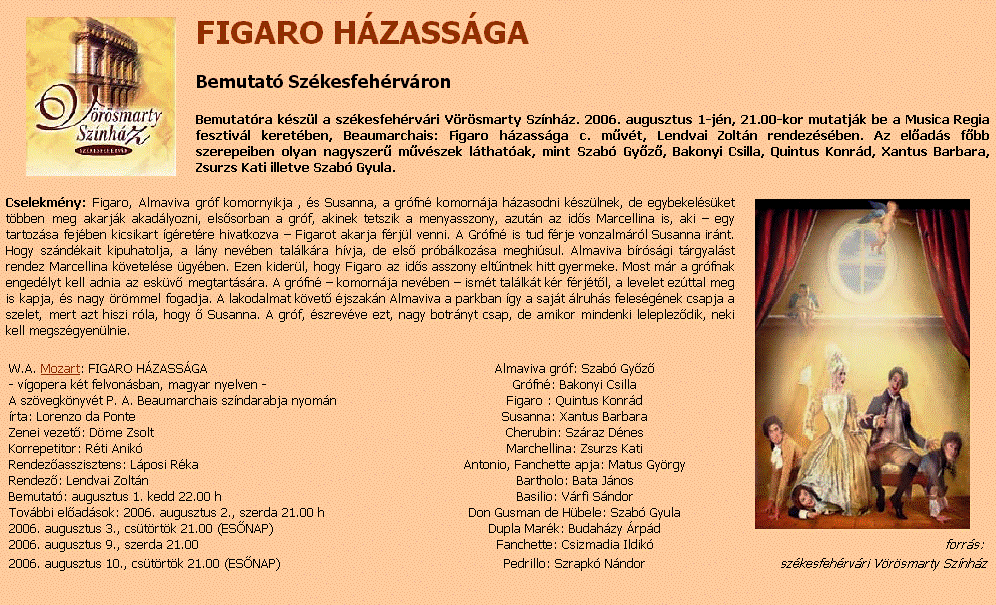 Vörösmarty
Színház
SZÉKESFEHÉRVÁR
FIGARO HÁZASSÁGA
Bemutató Székesfehérváron
Bemutatóra készül a székesfehérvári Vörösmarty Színház. 2006. augusztus 1-jén, 21.00-kor mutatják be a Musica Regia
fesztivál keretében, Beaumarchais: Figaro házassága c. művét, Lendvai Zoltán rendezésében. Az előadás főbb
szerepeiben olyan nagyszerű művészek láthatóak, mint Szabó Győző, Bakonyi Csilla, Quintus Konrád, Xantus Barbara,
Zsurzs Kati illetve Szabó Gyula.
Cselekmény: Figaro, Almaviva gróf komornyikja , és Susanna, a grófné komornája házasodni készülnek, de egybekelésüket
többen meg akarják akadályozni, elsősorban a gróf, akinek tetszik a menyasszony, azután az idős Marcellina is, aki – egy
tartozása fejében kicsikart ígéretére hivatkozva – Figarot akarja férjül venni. A Grófné is tud férje vonzalmáról Susanna iránt.
Hogy szándékait kipuhatolja, a lány nevében találkára hívja, de első próbálkozása meghiúsul. Almaviva bírósági tárgyalást
rendez Marcellina követelése ügyében. Ezen kiderül, hogy Figaro az idős asszony eltűntnek hitt gyermeke. Most már a grófnak
engedélyt kell adnia az esküvő megtartására. A grófné – komornája nevében – ismét találkát kér férjétől, a levelet ezúttal meg
is kapja, és nagy örömmel fogadja. A lakodalmat követő éjszakán Almaviva a parkban így a saját álruhás feleségének csapja a
szelet, mert azt hiszi róla, hogy ő Susanna. A gróf, észrevéve ezt, nagy botrányt csap, de amikor mindenki lelepleződik, neki
kell megszégyenülnie.
W.A. Mozart: FIGARO HÁZASSÁGA
- vígopera két felvonásban, magyar nyelven -
A szövegkönyvét P. A. Beaumarchais színdarabja nyomán
írta: Lorenzo da Ponte
Zenei vezető: Döme Zsolt
Korrepetitor: Réti Anikó
Rendezőasszisztens: Láposi Réka
Rendező: Lendvai Zoltán
Bemutató: augusztus 1. kedd 22.00 h
További előadások: 2006. augusztus 2., szerda 21.00 h
2006. augusztus 3., csütörtök 21.00 (ESŐNAP)
2006. augusztus 9., szerda 21.00
2006. augusztus 10., csütörtök 21.00 (ESŐNAP)
Almaviva gróf: Szabó Győző
Grófné: Bakonyi Csilla
Figaro : Quintus Konrád
Susanna: Xantus Barbara
Cherubin: Száraz Dénes
Marchellina: Zsurzs Kati
Antonio, Fanchette apja: Matus György
Bartholo: Bata János
Basilio: Várfi Sándor
Don Gusman de Hübele: Szabó Gyula
Dupla Marék: Budaházy Árpád
Fanchette: Csizmadia Ildikó
Pedrillo: Szrapkó Nándor
forrás:
székesfehérvári Vörösmarty Színház